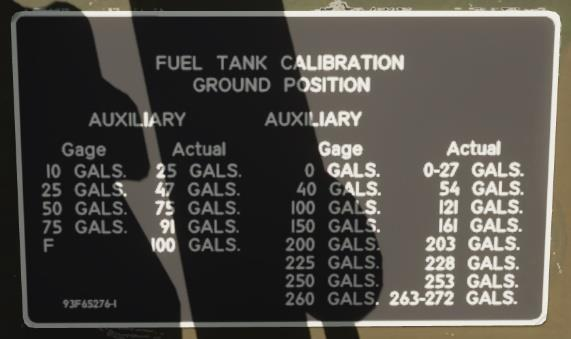 FUEL TANK CALIBRATION
GROUND POSITION
AUXILIARY AUXILIARY
Gage Actual Gage Actual
10 GALS. 25 GALS. 0 GALS. 0-27 GALS.
25 GALS. 47 GALS. 40 GALS. 54 GALS.
50 GALS. 75 GALS. 100 GALS. 121 GALS.
75 GALS. 91 GALS. 150 GALS. 161 GALS.
F 100 GALS. 200 GALS. 203 GALS.
225 GALS. 228 GALS.
250 GALS. 253 GALS.
93F65276-1 260 GALS. 263-272 GALS.